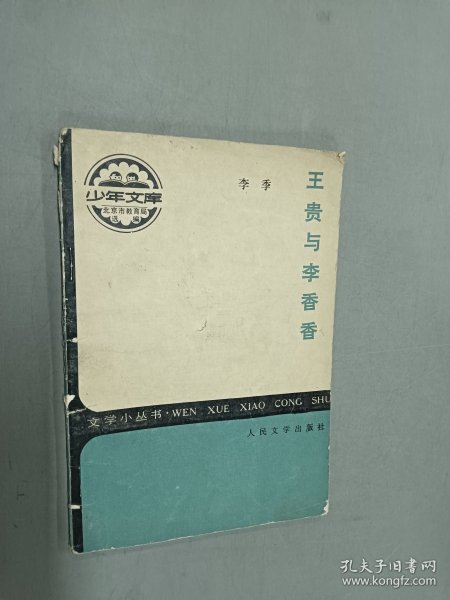 少年文库
北京市教育局
选编
李季
王贵与李香香
文学小丛书·WEN XUE XIAO CONG SHU
人民文学出版社
孔夫子旧书网
www.kongfz.com